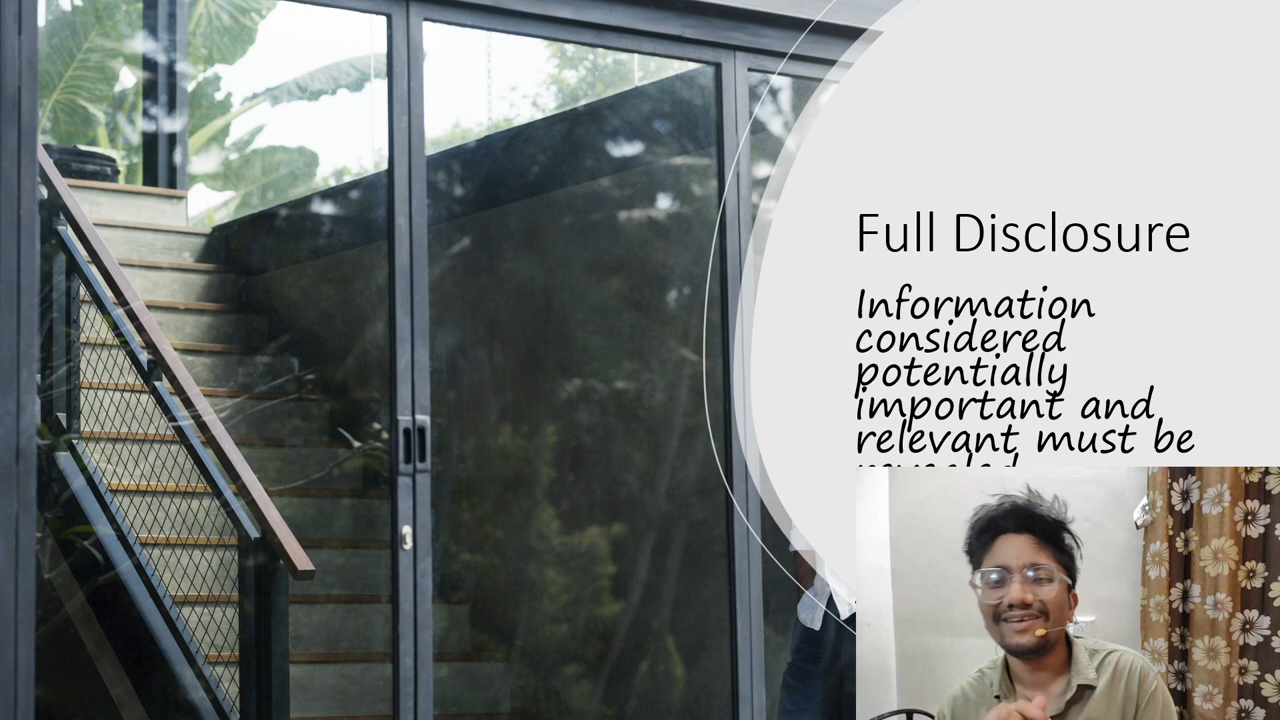 Full Disclosure
Information
considered
potentially
important and
relevant must be